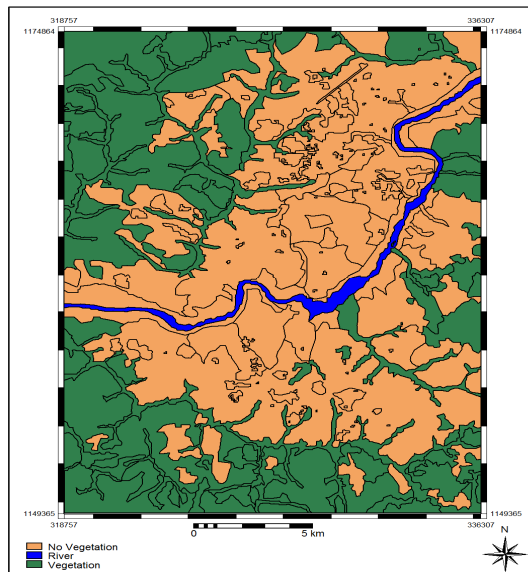 318757 336307
1174864 1174864
1149365 1149365
318757 336307
0 5 km
N
No Vegetation
River
Vegetation